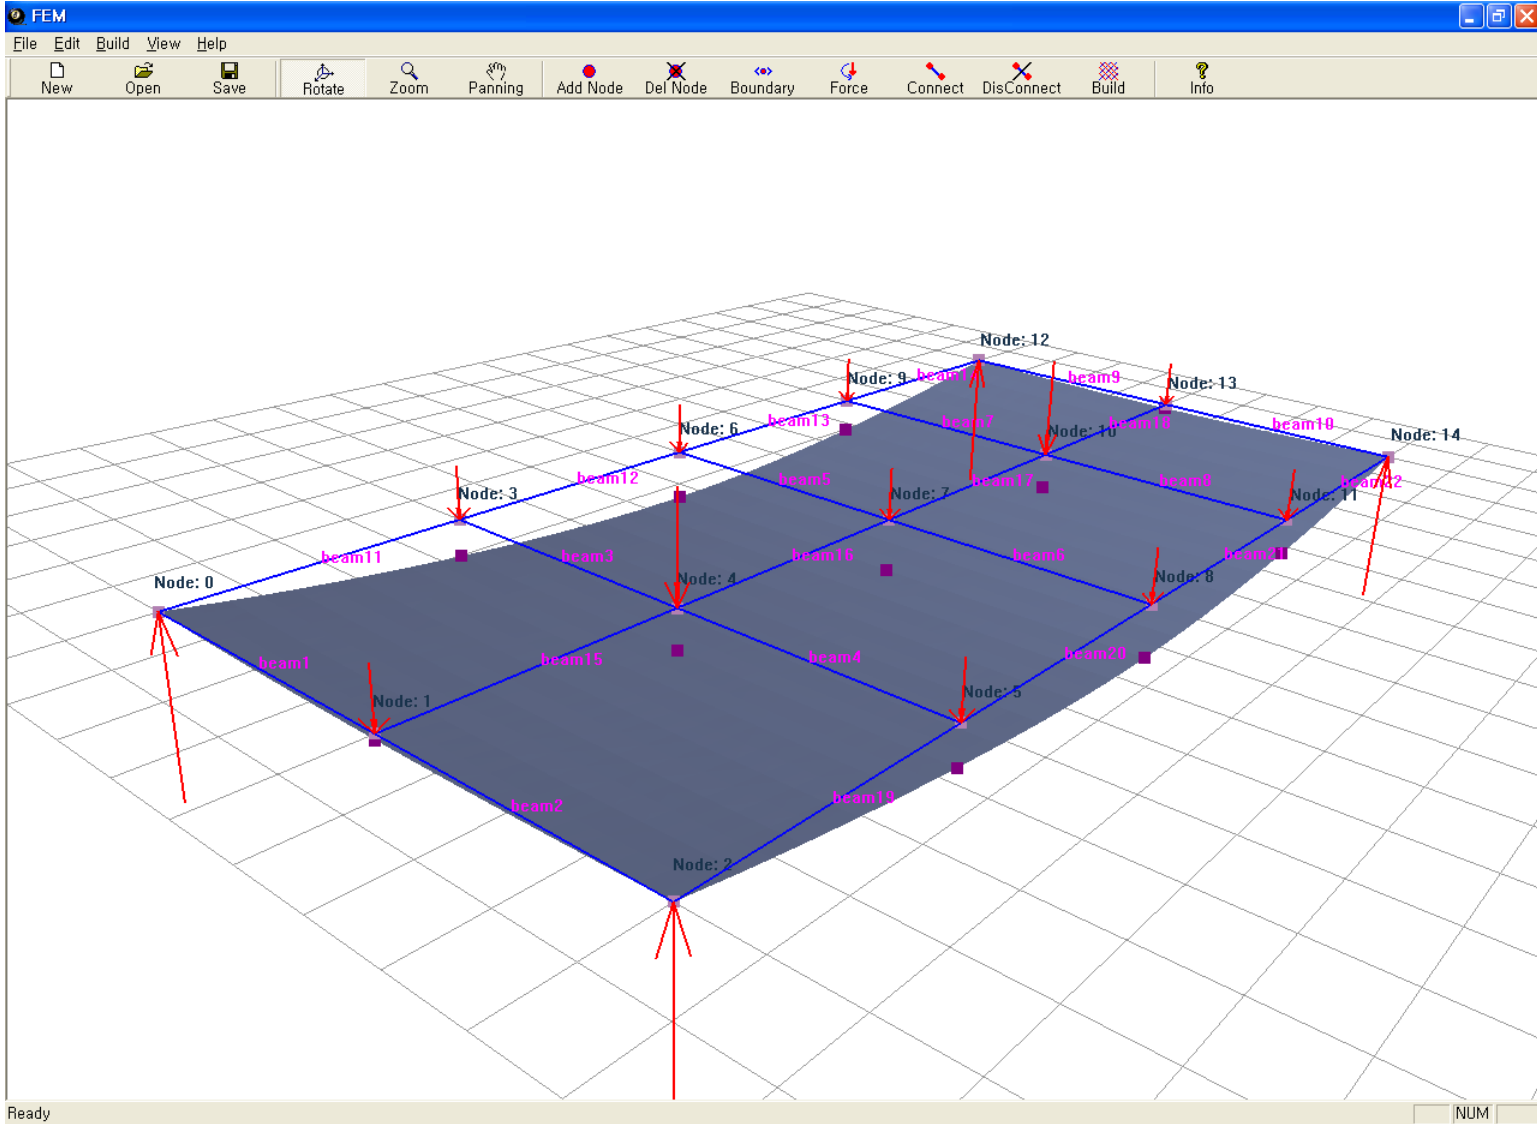 FEM
File Edit Build View Help
New Open Save Rotate Zoom Panning Add Node Del Node Boundary Force Connect DisConnect Build Info
Node: 12
Node: 9
beam9
Node: 13
beam13
beam7
beam10
Node: 6
Node: 14
beam12
beam5
beam17
beam8
Node: 3
Node: 7
Node: 11
beam11
beam3
beam16
beam6
Node: 0
Node: 4
Node: 8
beam1
beam15
beam4
beam20
Node: 1
Node: 5
beam2
beam19
Node: 2
Ready
NUM